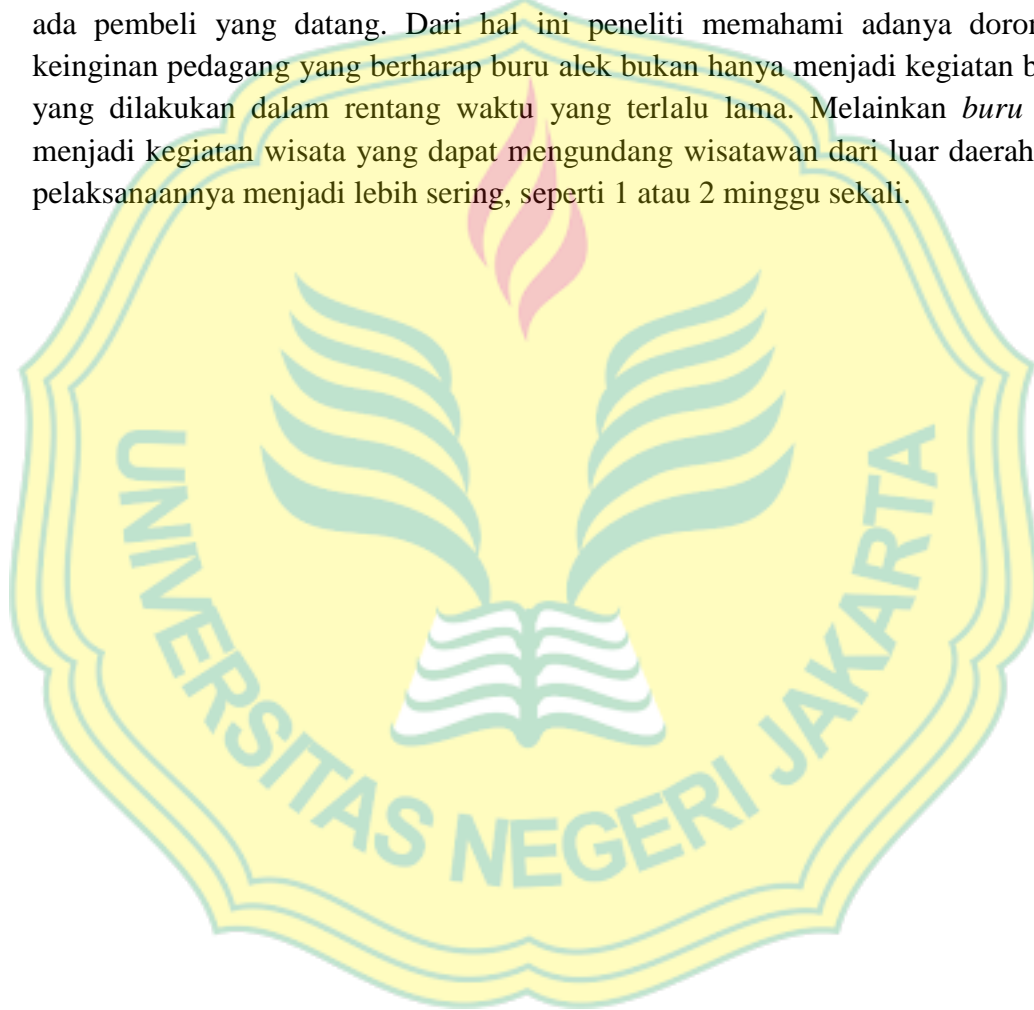 ada pembeli yang datang. Dari hal ini peneliti memahami adanya
keinginan pedagang yang berharap buru alek bukan hanya menjadi kegiatan
yang dilakukan dalam rentang waktu yang terlalu lama. Melainkan buru
menjadi kegiatan wisata yang dapat mengundang wisatawan dari luar daerah
pelaksanaannya menjadi lebih sering, seperti 1 atau 2 minggu sekali.
UNIVERSITAS NEGERI JAKARTA